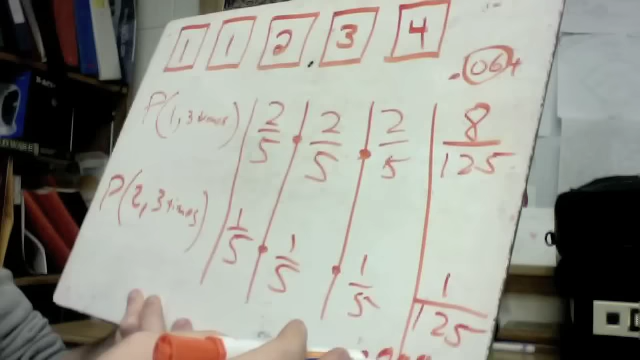 1 1 2 3 4
.064
P(1, 3 times) 2/5 · 2/5 · 2/5 8/125
P(2, 3 times) 1/5 · 1/5 · 1/5 1/125